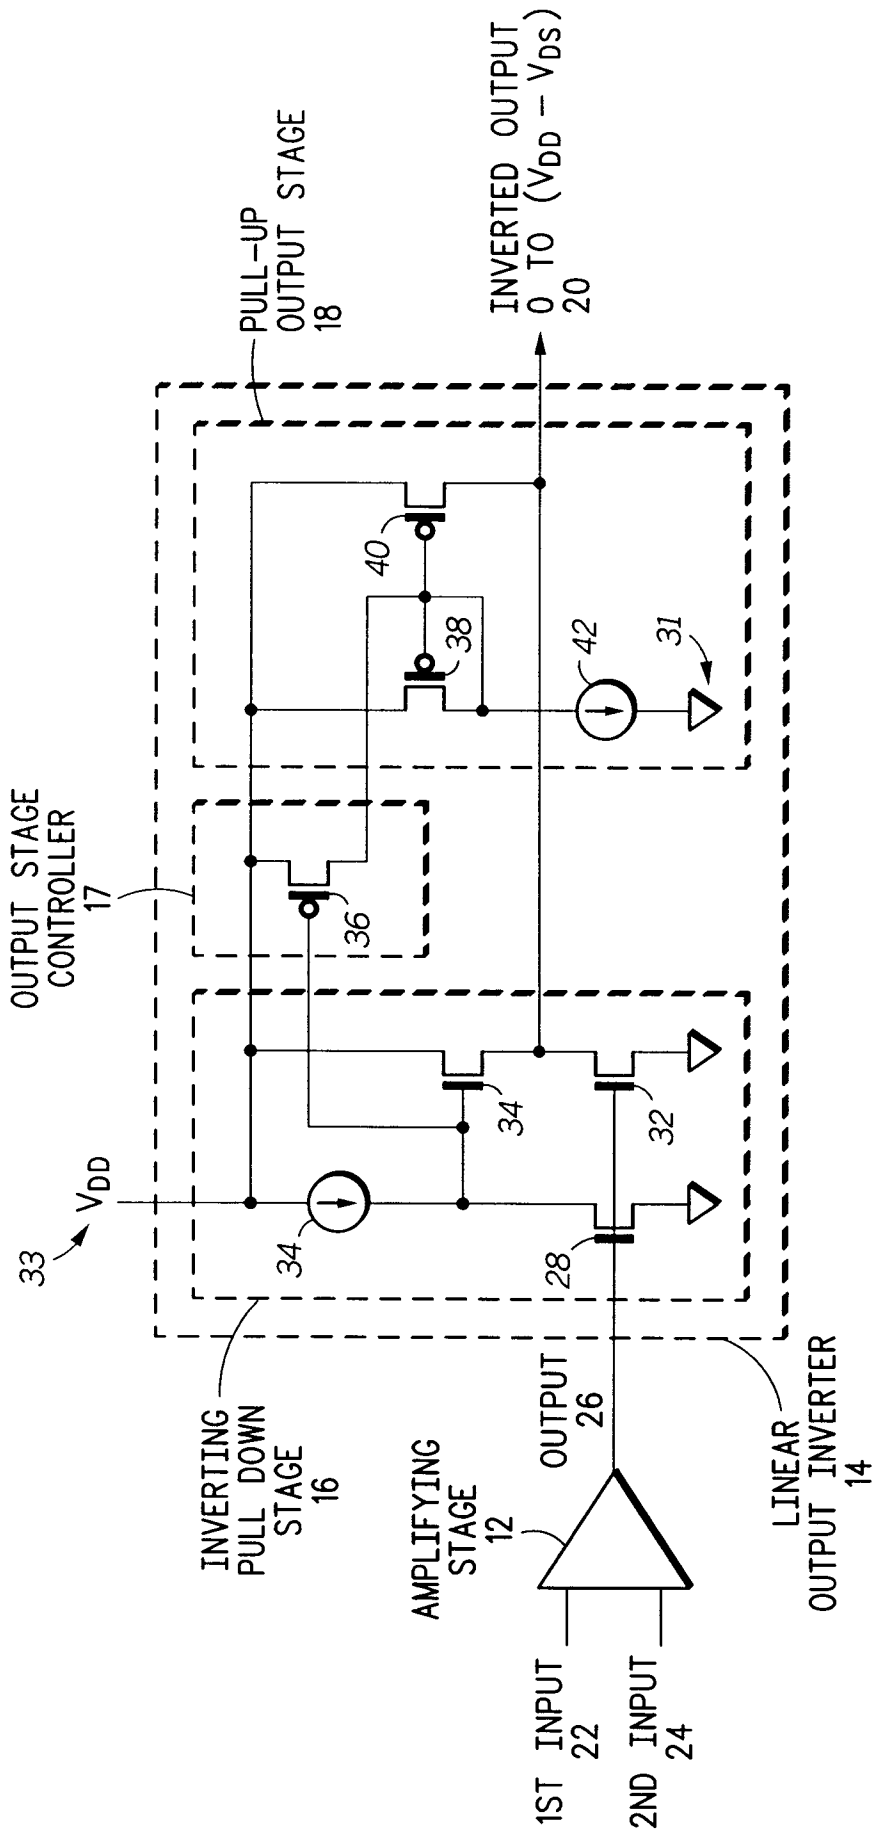 33
VDD
OUTPUT STAGE
CONTROLLER
17
PULL-UP
OUTPUT STAGE
18
INVERTING
PULL DOWN
STAGE
16
34
34
36
38
40
28
32
42
31
AMPLIFYING
STAGE
12
OUTPUT
26
1ST INPUT
22
2ND INPUT
24
LINEAR
OUTPUT INVERTER
14
INVERTED OUTPUT
0 TO (VDD – VDS)
20